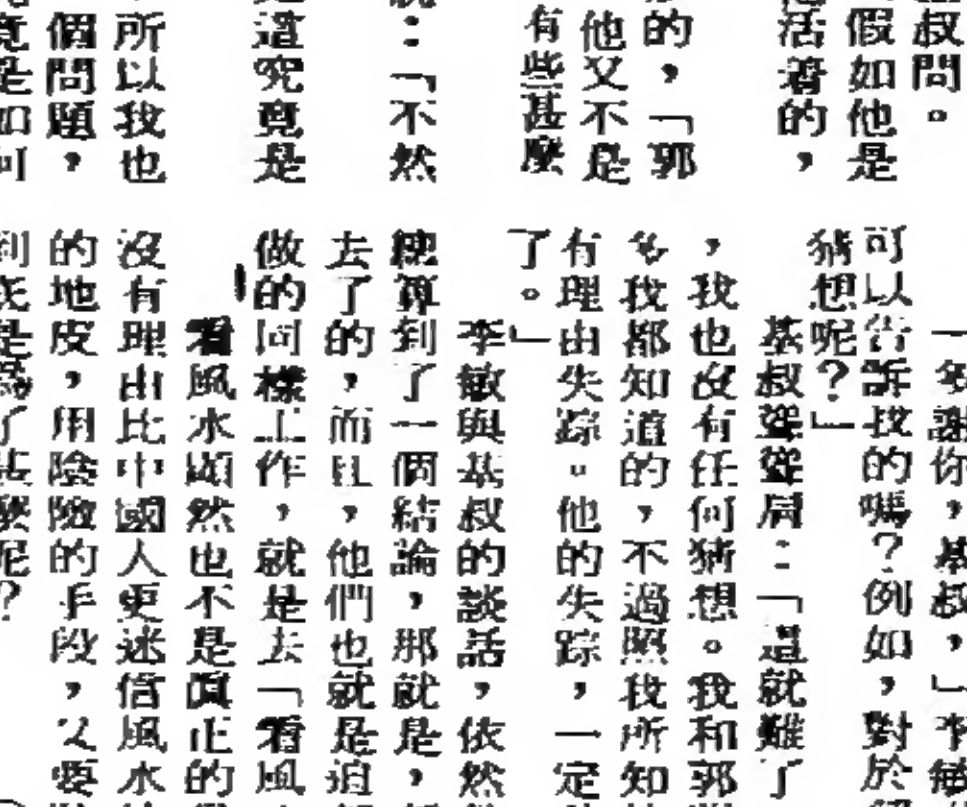 叔問。
假如他是
活着的，
的，「郭
他又不是
有些甚麼
：「不然
這究竟是
所以我也
個問題，
竟是如何
「多謝你，基叔，」李敏
可以告訴我的嗎？例如，對於
猜想呢？」
基叔聳聳肩：「這就難了
，我也沒有任何猜想。我和郭
多我都知道的，不過照我所知
有理由失踪。他的失踪，一定
了。」
李敏與基叔的談話，依然
總算到了一個結論，那就是，
去了的，而且，他們也就是追
做的同樣工作，就是去「看風
看風水顯然也不是真正的
沒有理由比中國人更迷信風水
的地皮，用陰險的手段，又要
到底是為了甚麼呢？